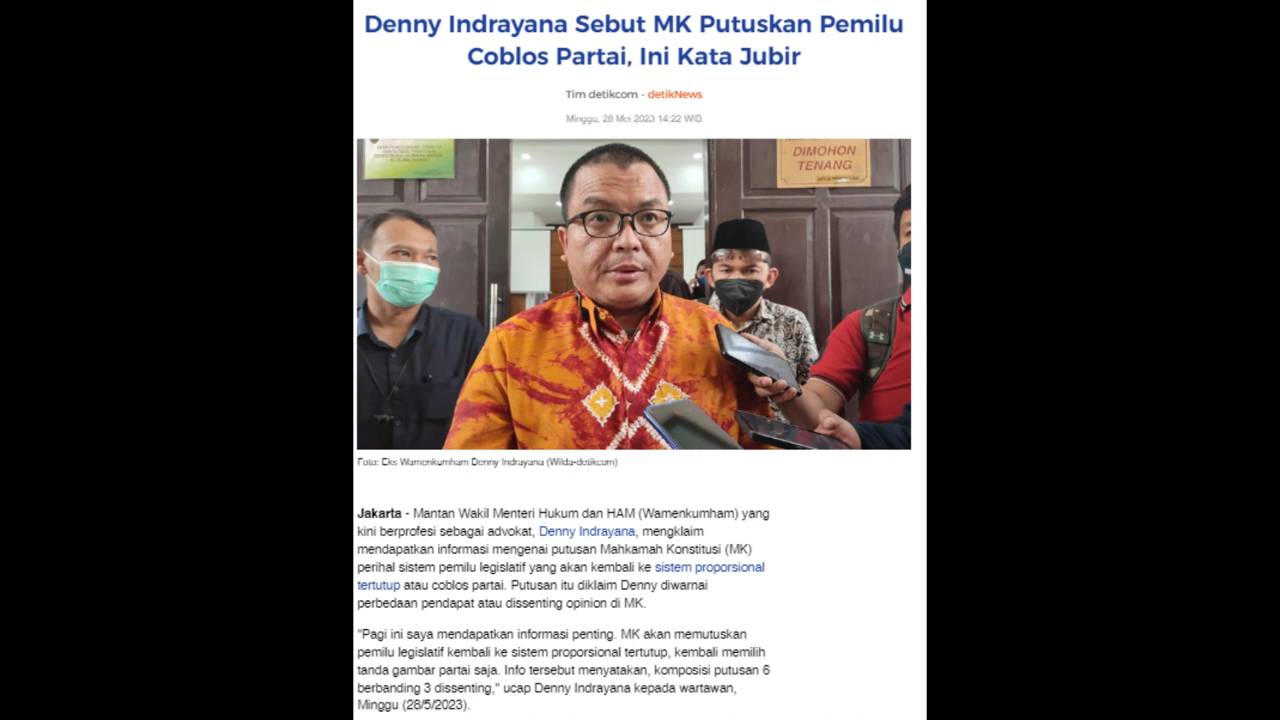 Denny Indrayana Sebut MK Putuskan Pemilu
Coblos Partai, Ini Kata Jubir
Tim detikcom - detikNews
Minggu, 28 Mei 2023 14:22 WIB
DIMOHON
TENANG
Foto: Eks Wamenkumham Denny Indrayana (Wilda-detikcom)
Jakarta - Mantan Wakil Menteri Hukum dan HAM (Wamenkumham) yang
kini berprofesi sebagai advokat, Denny Indrayana, mengklaim
mendapatkan informasi mengenai putusan Mahkamah Konstitusi (MK)
perihal sistem pemilu legislatif yang akan kembali ke sistem proporsional
tertutup atau coblos partai. Putusan itu diklaim Denny diwarnai
perbedaan pendapat atau dissenting opinion di MK.
"Pagi ini saya mendapatkan informasi penting. MK akan memutuskan
pemilu legislatif kembali ke sistem proporsional tertutup, kembali memilih
tanda gambar partai saja. Info tersebut menyatakan, komposisi putusan 6
berbanding 3 dissenting," ucap Denny Indrayana kepada wartawan,
Minggu (28/5/2023).